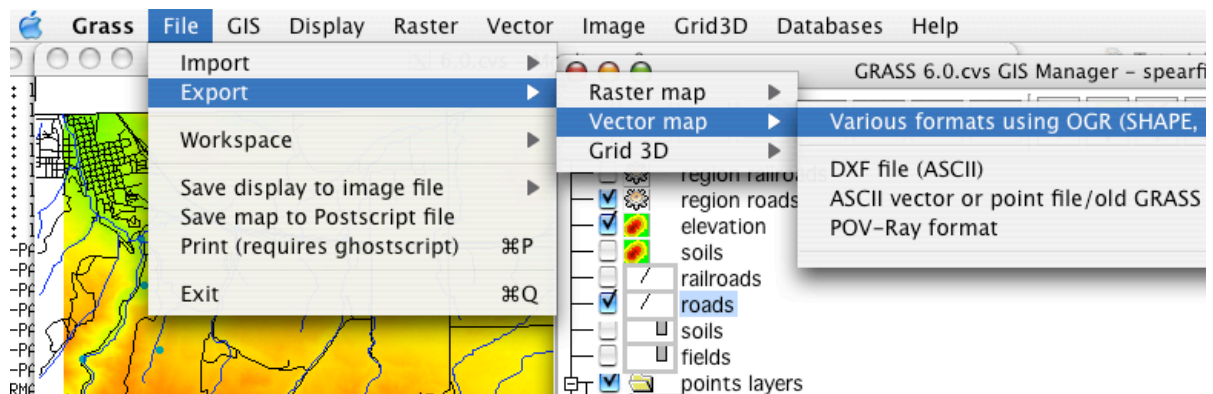 Grass File GIS Display Raster Vector Image Grid3D Databases Help
GRASS 6.0.cvs GIS Manager – spearfi
Import
Export
Workspace
Save display to image file
Save map to Postscript file
Print (requires ghostscript) ⌘P
Exit ⌘Q
Raster map
Vector map
Grid 3D
Various formats using OGR (SHAPE,
DXF file (ASCII)
ASCII vector or point file/old GRASS
POV-Ray format
region railroa
region roads
elevation
soils
railroads
roads
soils
fields
points layers